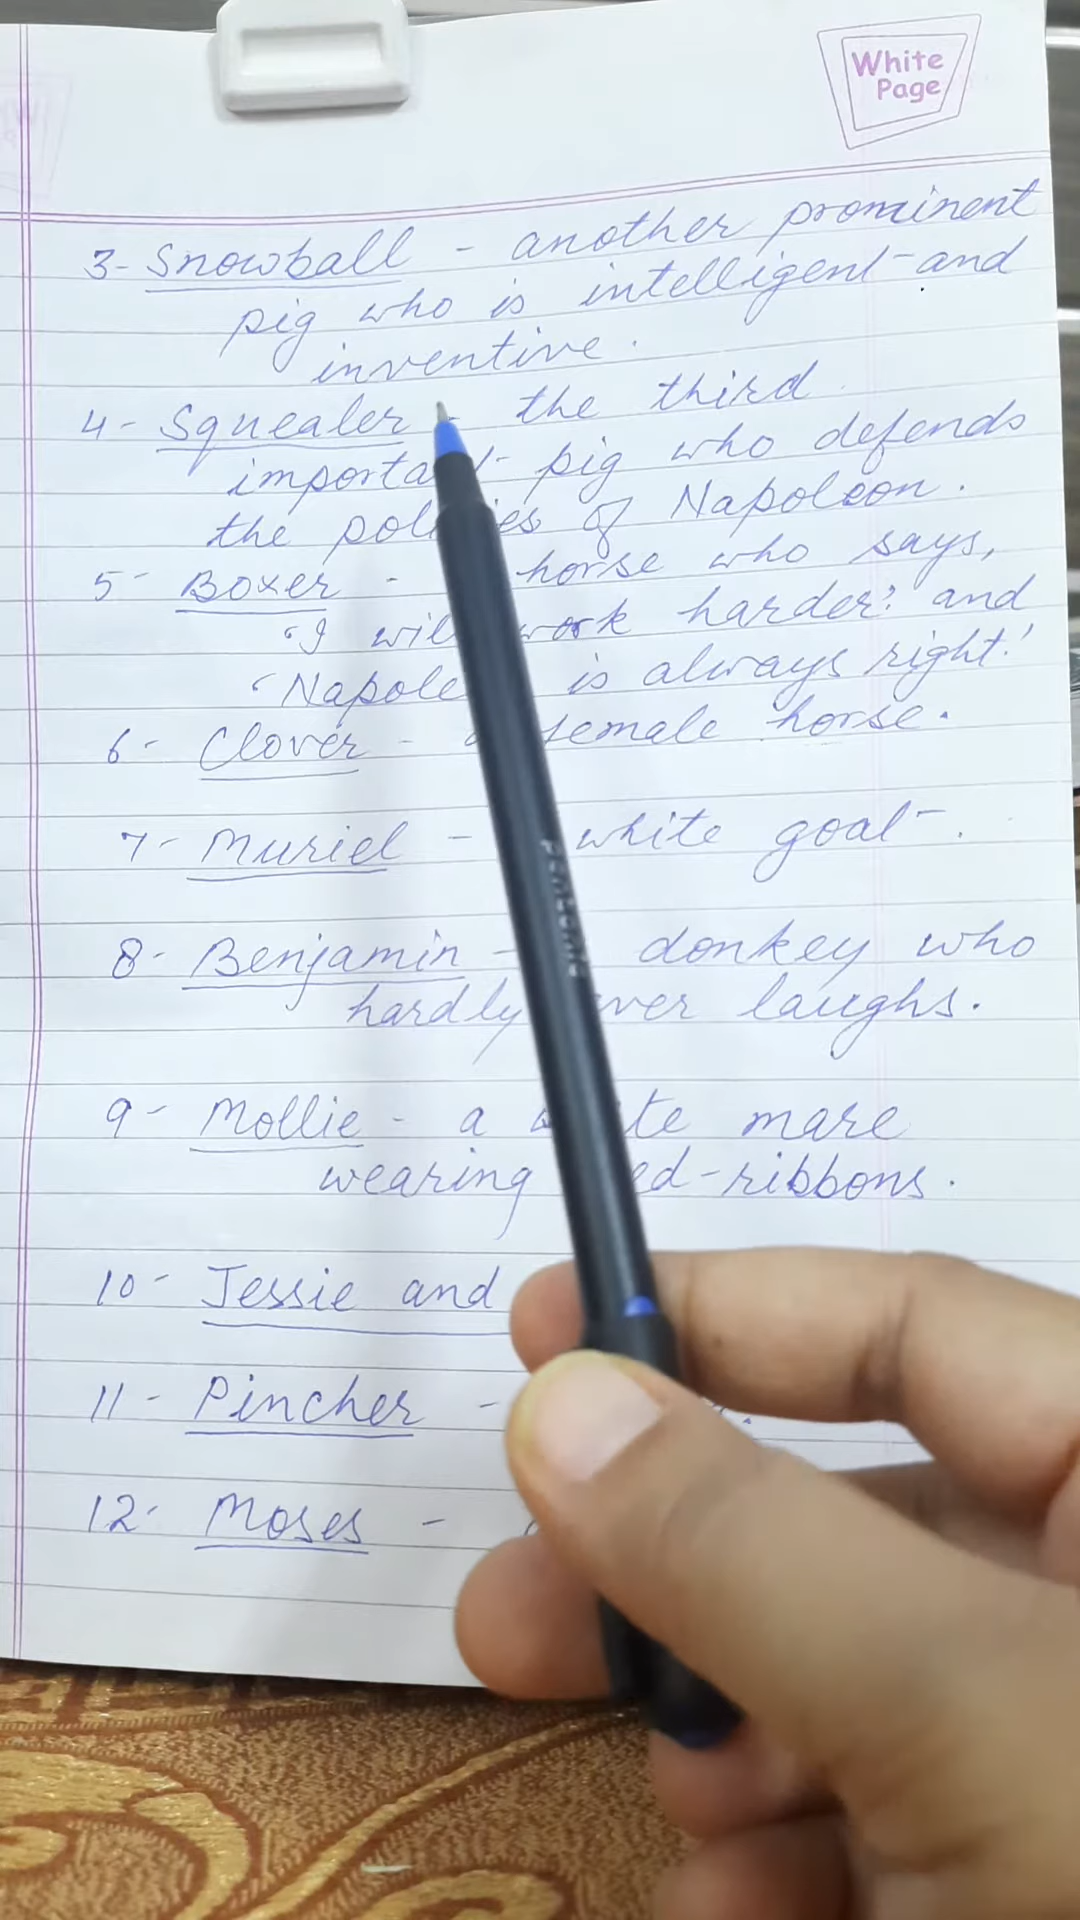 White
Page
3- Snowball - another prominent
pig who is intelligent and
inventive.
4- Squealer - the third
important pig who defends
the policies of Napoleon.
5- Boxer - horse who says,
'I will work harder' and
'Napoleon is always right!'
6- Clover - a female horse.
7- Muriel - white goat.
8- Benjamin - donkey who
hardly ever laughs.
9- Mollie - a white mare
wearing red-ribbons.
10- Jessie and
11- Pincher -
12- Moses -